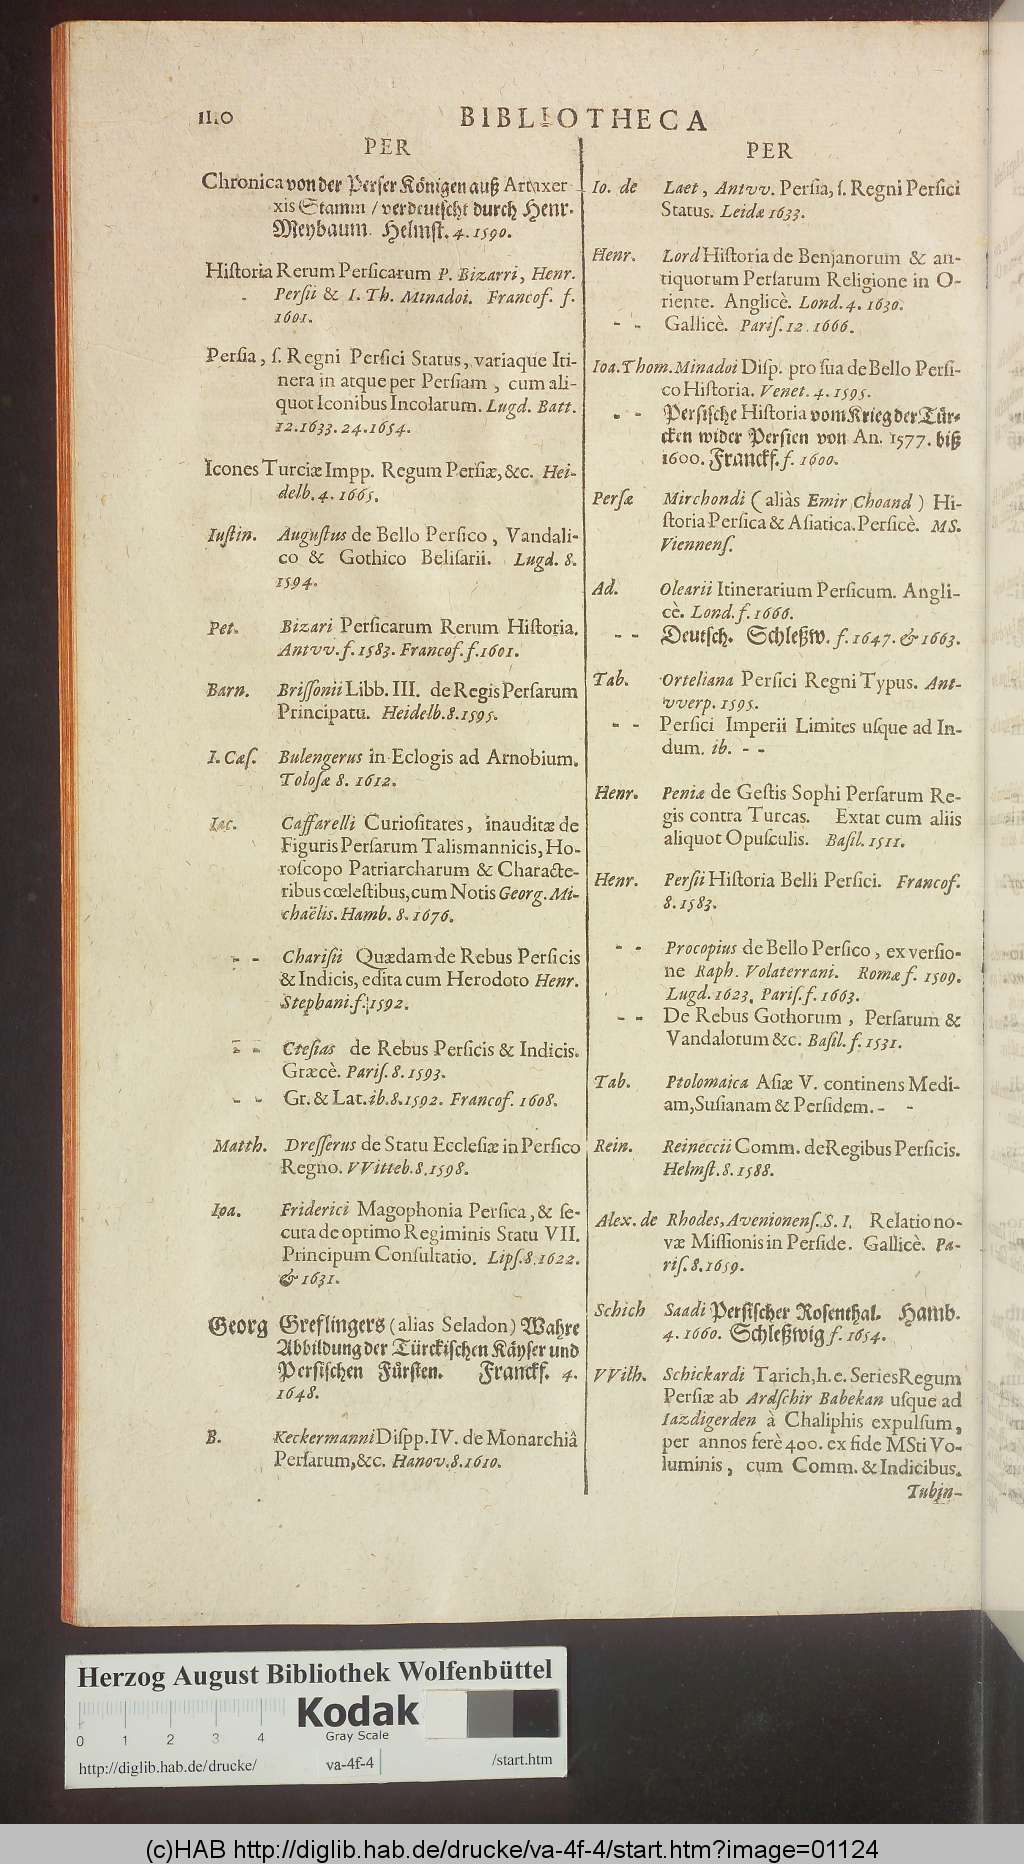 1110
BIBLIOTHECA
PER
Chronica von der Perser Königen auß Artaxer-
xis Stamm / verdeutscht durch Henr.
Meybaum. Helmst. 4. 1590.
Hiſtoria Rerum Perſicarum P. Bizarri, Henr.
Perſii & I. Th. Minadoi. Francof. f.
1601.
Perſia, ſ. Regni Perſici Status, variaque Iti-
nera in atque per Perſiam, cum ali-
quot Iconibus Incolarum. Lugd. Batt.
12. 1633. 24. 1654.
Icones Turciæ Impp. Regum Perſiæ, &c. Hei-
delb. 4. 1665.
Iuſtin. Auguſtus de Bello Perſico, Vandali-
co & Gothico Beliſarii. Lugd. 8.
1594.
Pet. Bizari Perſicarum Rerum Hiſtoria.
Antvv. f. 1583. Francof. f. 1601.
Barn. Briſſonii Libb. III. de Regis Perſarum
Principatu. Heidelb. 8. 1595.
I. Cæſ. Bulengerus in Eclogis ad Arnobium.
Toloſæ 8. 1612.
Iac. Caffarelli Curioſitates, inauditæ de
Figuris Perſarum Talismannicis, Ho-
roſcopo Patriarcharum & Characte-
ribus cœleſtibus, cum Notis Georg. Mi-
chaëlis. Hamb. 8. 1676.
- - Chariſii Quædam de Rebus Perſicis
& Indicis, edita cum Herodoto Henr.
Stephani. f. 1592.
- - Cteſias de Rebus Perſicis & Indicis.
Græcè. Pariſ. 8. 1593.
- - Gr. & Lat. ib. 8. 1592. Francof. 1608.
Matth. Dreſſerus de Statu Eccleſiæ in Perſico
Regno. VVitteb. 8. 1598.
Ioa. Friderici Magophonia Perſica, & ſe-
cuta de optimo Regiminis Statu VII.
Principum Conſultatio. Lipſ. 8. 1622.
& 1631.
Georg Greflingers (alias Seladon) Wahre
Abbildung der Türckischen Käyser und
Persischen Fürsten. Franckf. 4.
1648.
B. Keckermanni Diſpp. IV. de Monarchiâ
Perſarum, &c. Hanov. 8. 1610.
PER
Io. de Laet, Antvv. Perſia, ſ. Regni Perſici
Status. Leidæ 1633.
Henr. Lord Hiſtoria de Benjanorum & an-
tiquorum Perſarum Religione in O-
riente. Anglicè. Lond. 4. 1630.
- - Gallicè. Pariſ. 12. 1666.
Ioa. Thom. Minadoi Diſp. pro ſua de Bello Perſi-
co Hiſtoria. Venet. 4. 1595.
- - Persische Hiſtoria vom Krieg der Tür-
cken wider Persien von An. 1577. biß
1600. Franckf. f. 1600.
Perſæ Mirchondi (aliàs Emir Choand) Hi-
ſtoria Perſica & Aſiatica. Perſicè. MS.
Viennenſ.
Ad. Olearii Itinerarium Perſicum. Angli-
cè. Lond. f. 1666.
- - Deutsch. Schleßw. f. 1647. & 1663.
Tab. Orteliana Perſici Regni Typus. Ant-
vverp. 1595.
- - Perſici Imperii Limites uſque ad In-
dum. ib. - -
Henr. Peniæ de Geſtis Sophi Perſarum Re-
gis contra Turcas. Extat cum aliis
aliquot Opuſculis. Baſil. 1511.
Henr. Perſii Hiſtoria Belli Perſici. Francof.
8. 1583.
- - Procopius de Bello Perſico, ex verſio-
ne Raph. Volaterrani. Romæ f. 1509.
Lugd. 1623. Pariſ. f. 1663.
- - De Rebus Gothorum, Perſarum &
Vandalorum &c. Baſil. f. 1531.
Tab. Ptolomaica Aſiæ V. continens Medi-
am, Suſianam & Perſidem. - -
Rein. Reineccii Comm. de Regibus Perſicis.
Helmſt. 8. 1588.
Alex. de Rhodes, Avenionenſ. S. I. Relatio no-
væ Miſſionis in Perſide. Gallicè. Pa-
riſ. 8. 1659.
Schich Saadi Persischer Rosenthal. Hamb.
4. 1660. Schleßwig f. 1654.
VVilh. Schickardi Tarich, h. e. Series Regum
Perſiæ ab Ardſchir Babekan uſque ad
Iazdigerden à Chaliphis expulſum,
per annos ferè 400. ex fide MSti Vo-
luminis, cum Comm. & Indicibus.
Tubin-
Herzog August Bibliothek Wolfenbüttel
Kodak
Gray Scale
0 1 2 3 4
http://diglib.hab.de/drucke/ va-4f-4 /start.htm
(c)HAB http://diglib.hab.de/drucke/va-4f-4/start.htm?image=01124